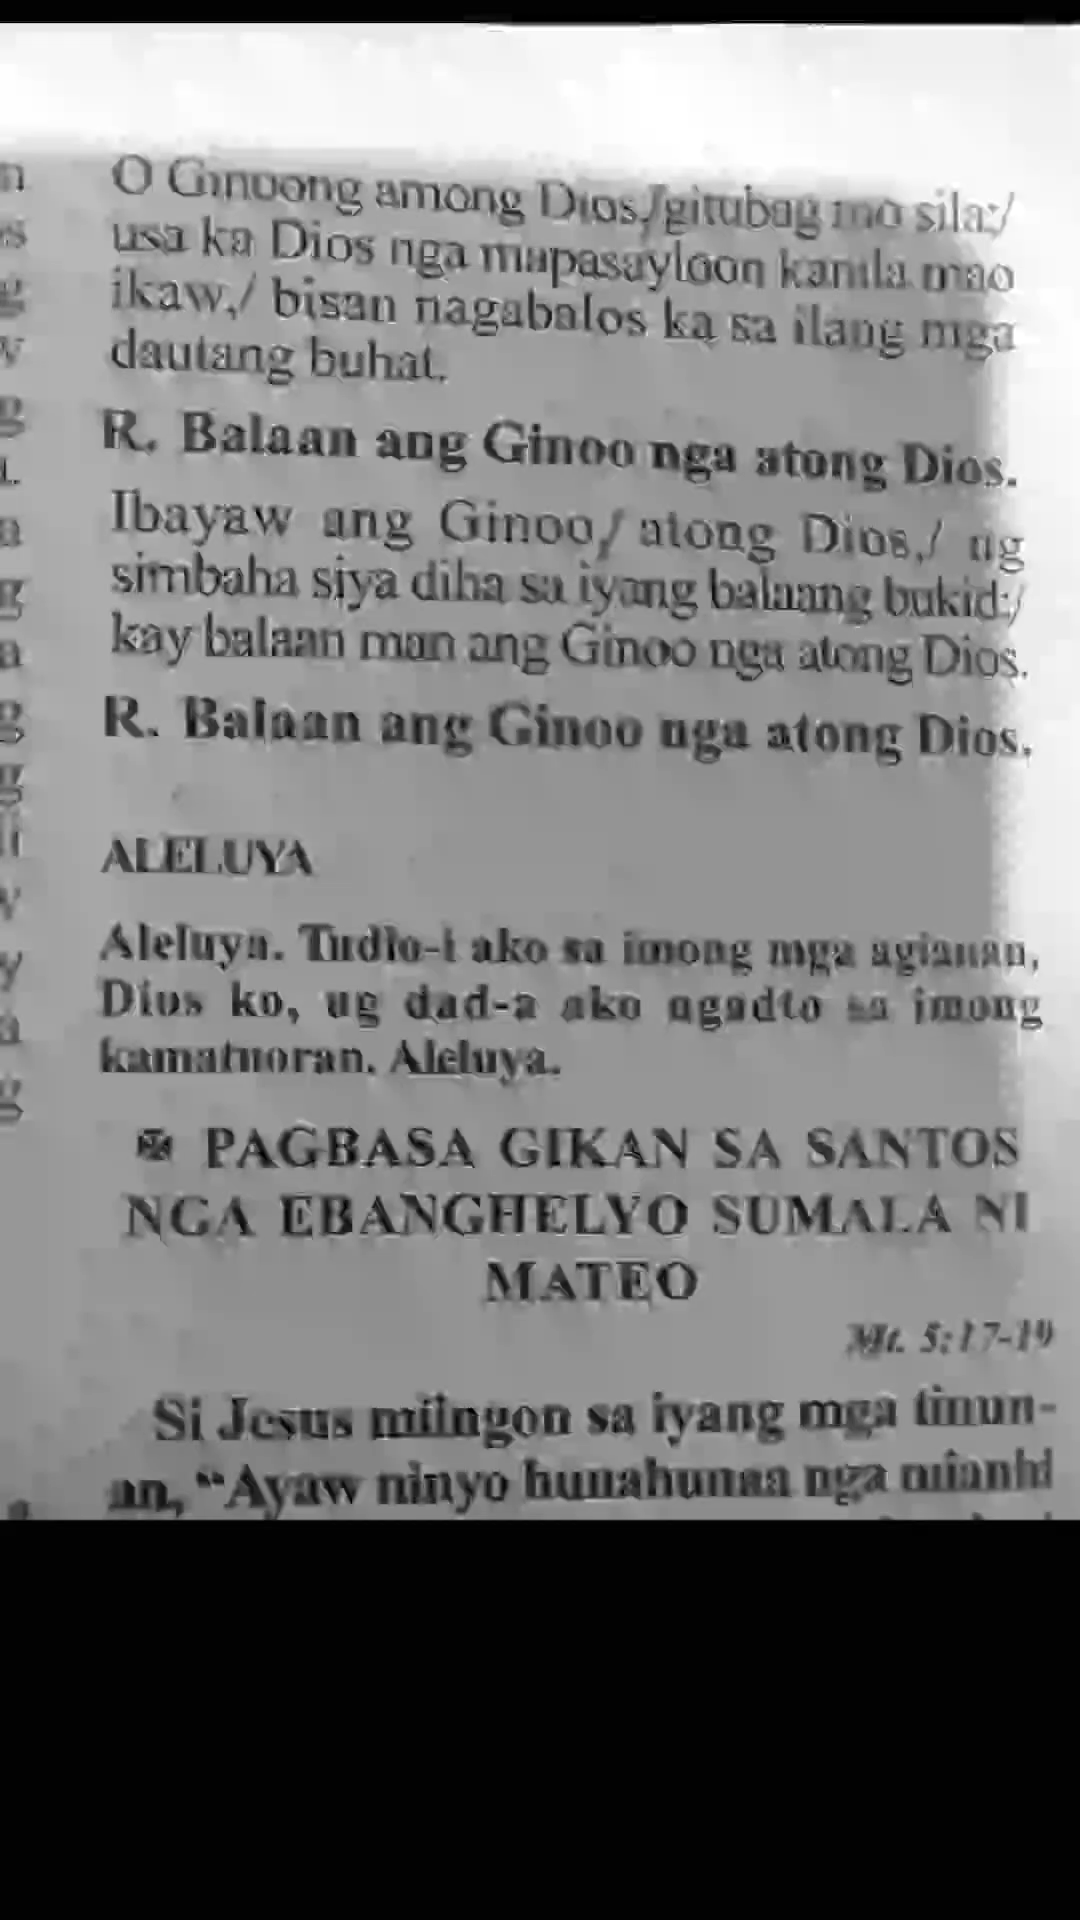 O Ginoong among Dios,/gitubag mo sila:/
usa ka Dios nga mapasayloon kanila mao
ikaw,/ bisan nagabalos ka sa ilang mga
dautang buhat.
R. Balaan ang Ginoo nga atong Dios.
Ibayaw ang Ginoo,/ atong Dios,/ ug
simbaha siya diha sa iyang balaang bukid:/
kay balaan man ang Ginoo nga atong Dios.
R. Balaan ang Ginoo nga atong Dios.
ALELUYA
Aleluya. Tudlo-i ako sa imong mga agianan,
Dios ko, ug dad-a ako ngadto sa imong
kamatuoran. Aleluya.
✠ PAGBASA GIKAN SA SANTOS
NGA EBANGHELYO SUMALA NI
MATEO
Mt. 5:17-19
Si Jesus miingon sa iyang mga tinun-
an, “Ayaw ninyo hunahunaa nga mianhi